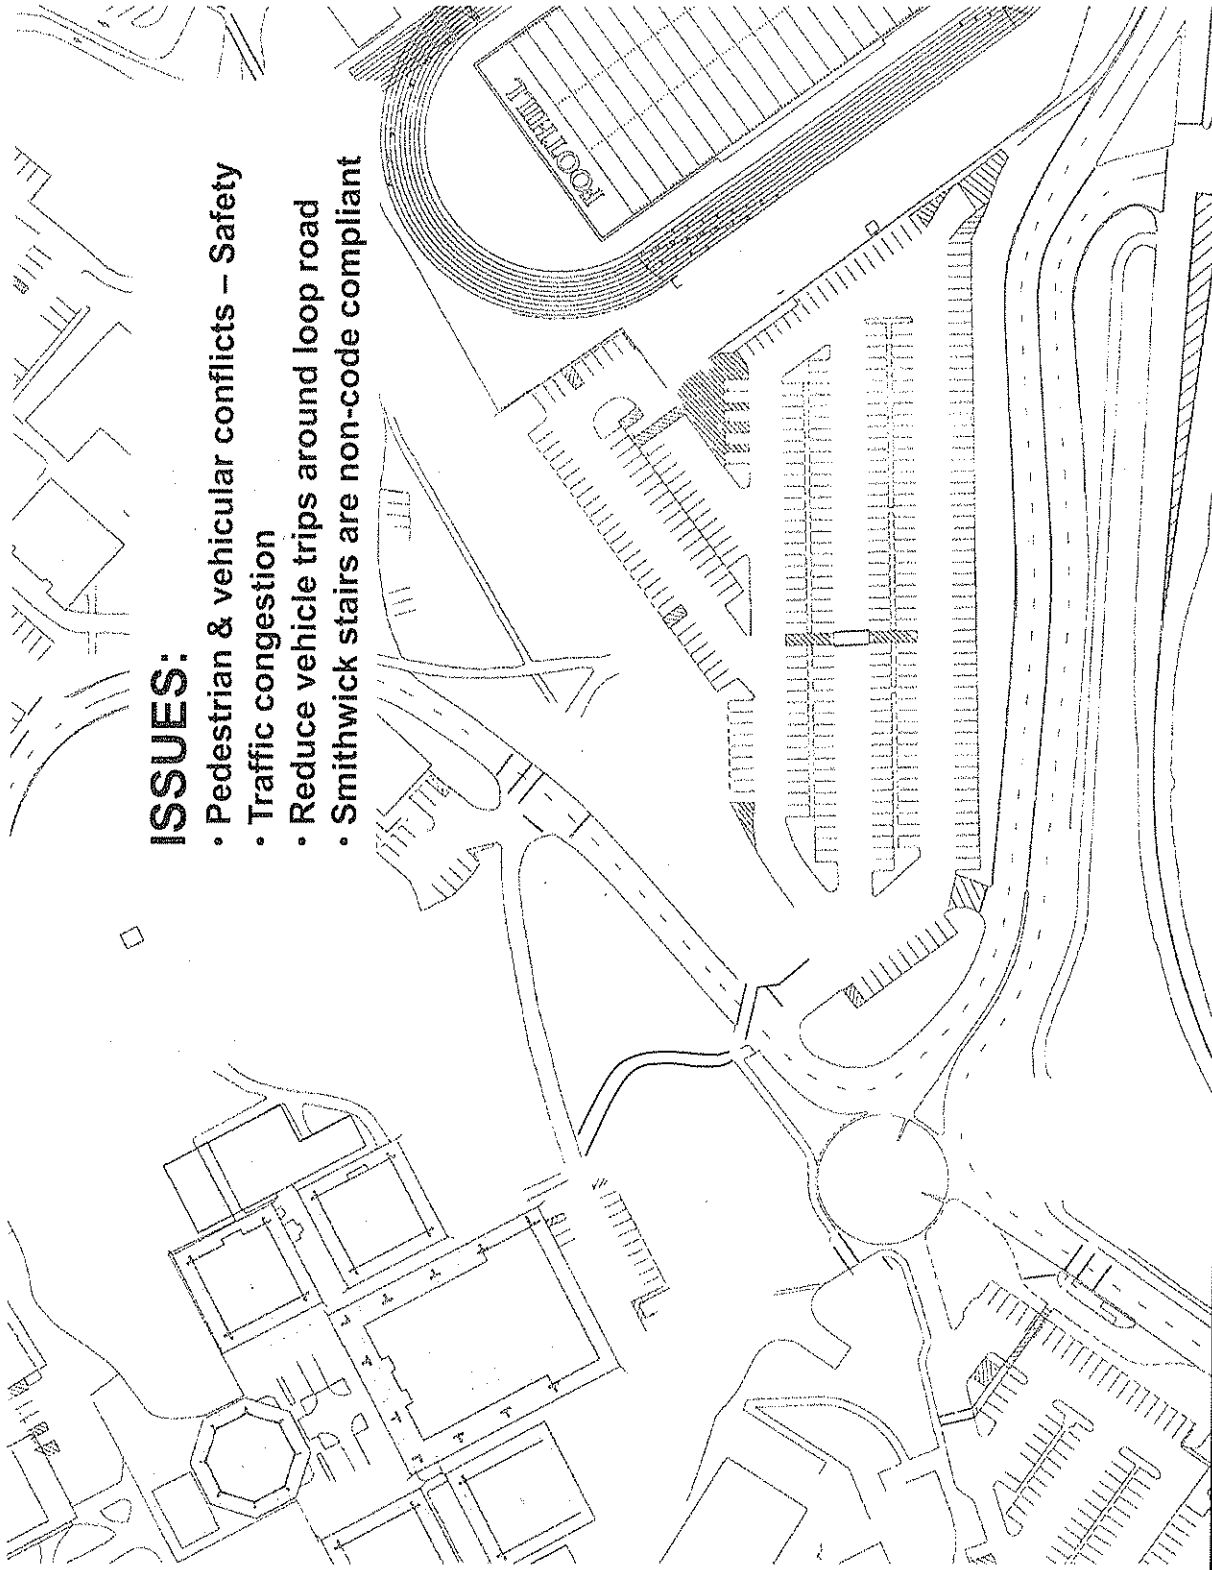 ISSUES:
• Pedestrian & vehicular conflicts – Safety
• Traffic congestion
• Reduce vehicle trips around loop road
• Smithwick stairs are non-code compliant
FOOTHILL